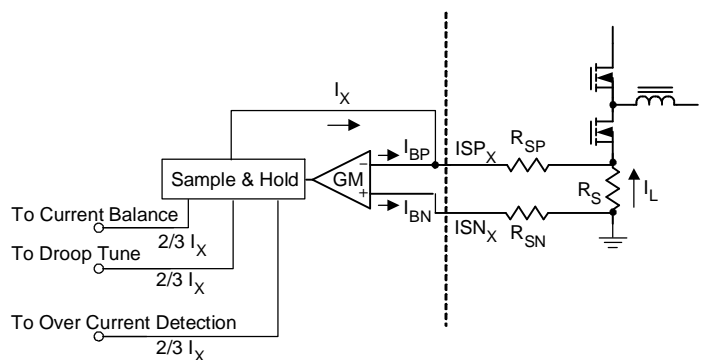 I_X
I_BP
ISP_X
R_SP
−
Sample & Hold
GM
+
I_BN
ISN_X
R_SN
R_S
I_L
To Current Balance
2/3 I_X
To Droop Tune
2/3 I_X
To Over Current Detection
2/3 I_X